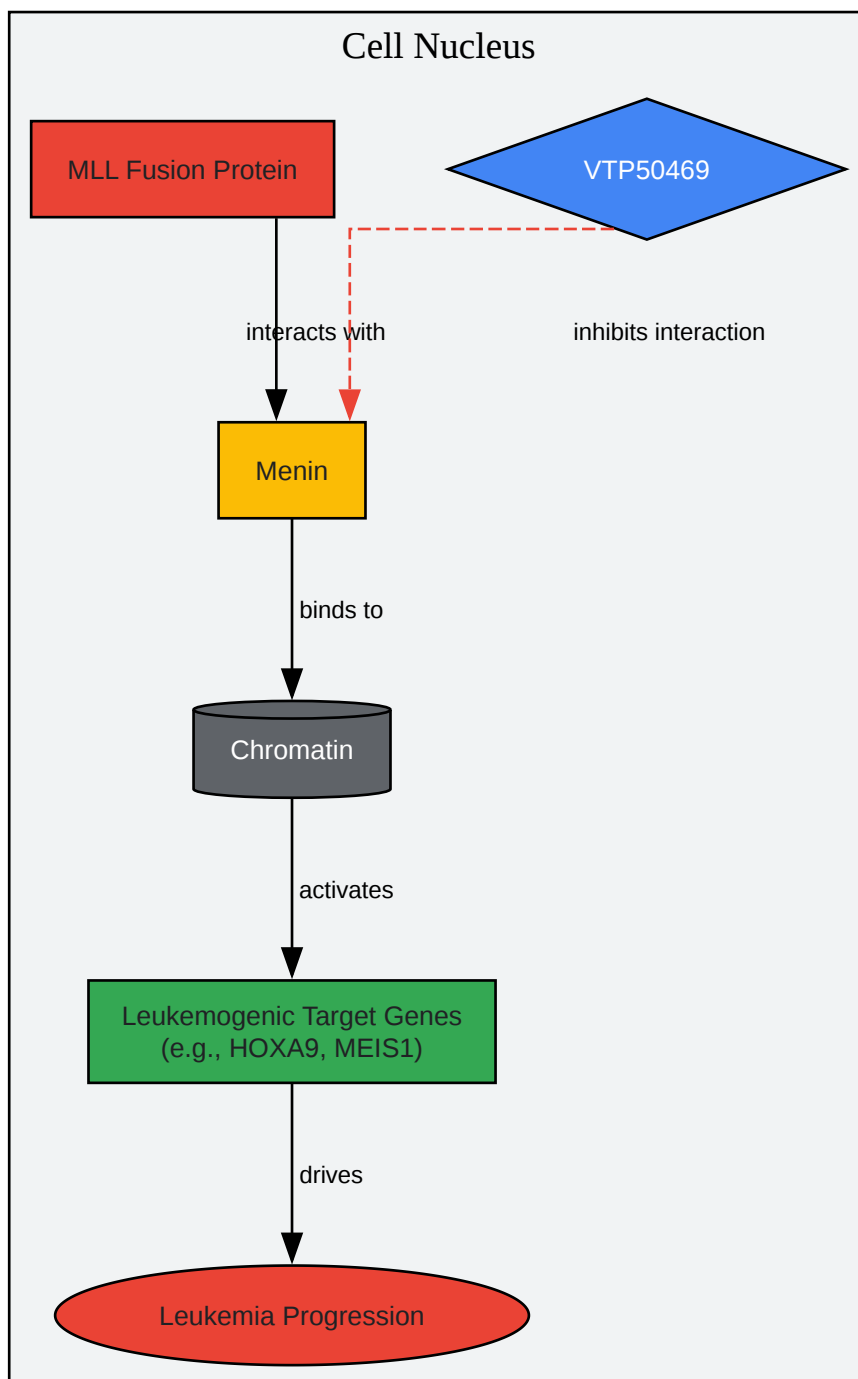 Cell Nucleus
MLL Fusion Protein
VTP50469
interacts with
inhibits interaction
Menin
binds to
Chromatin
activates
Leukemogenic Target Genes
(e.g., HOXA9, MEIS1)
drives
Leukemia Progression